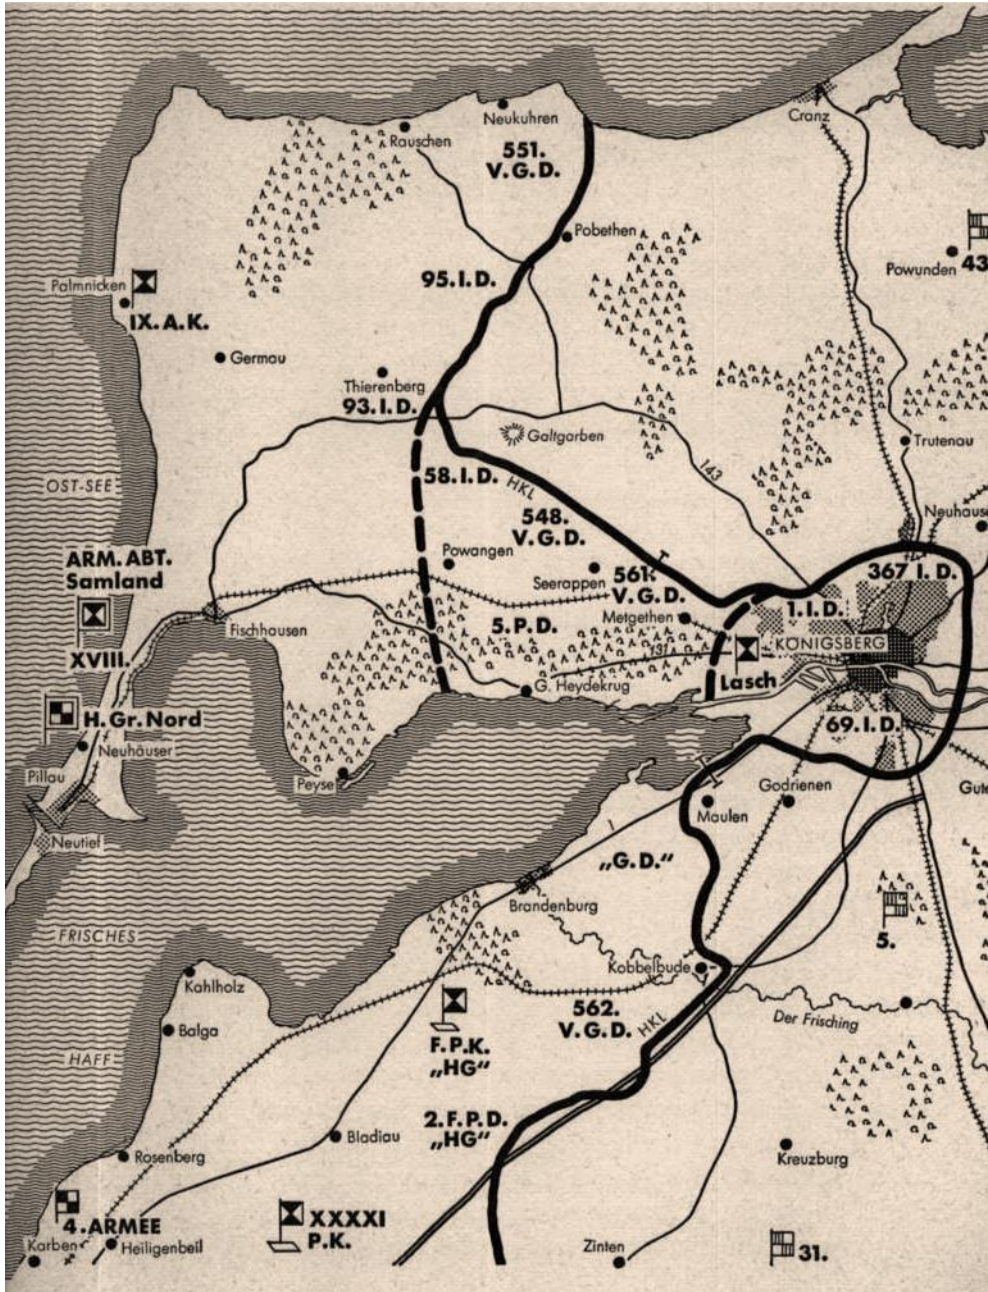 Neukuhren
Rauschen
Cranz
551.
V.G.D.
Pobethen
Powunden
43
95.I.D.
Palmnicken
IX.A.K.
Germau
Thierenberg
93.I.D.
Galtgarben
Trutenau
143
58.I.D.
HKL
OST-SEE
548.
V.G.D.
Neuhause
ARM. ABT.
Samland
Powangen
Seerappen
561.
V.G.D.
367 I.D.
1.I.D.
Fischhausen
5.P.D.
Metgethen
131
KÖNIGSBERG
XVIII.
Lasch
G. Heydekrug
69.I.D.
H.Gr.Nord
Neuhäuser
Pillau
Peyse
Godrienen
Gute
Maulen
Neutief
1
„G.D."
Brandenburg
5.
FRISCHES
Kobbelbude
Kahlholz
562.
V.G.D.
HKL
Der Frisching
Balga
F.P.K.
„HG"
HAFF
2.F.P.D.
„HG"
Bladiau
Rosenberg
Kreuzburg
4.ARMEE
XXXXI
P.K.
Karben
Heiligenbeil
Zinten
31.